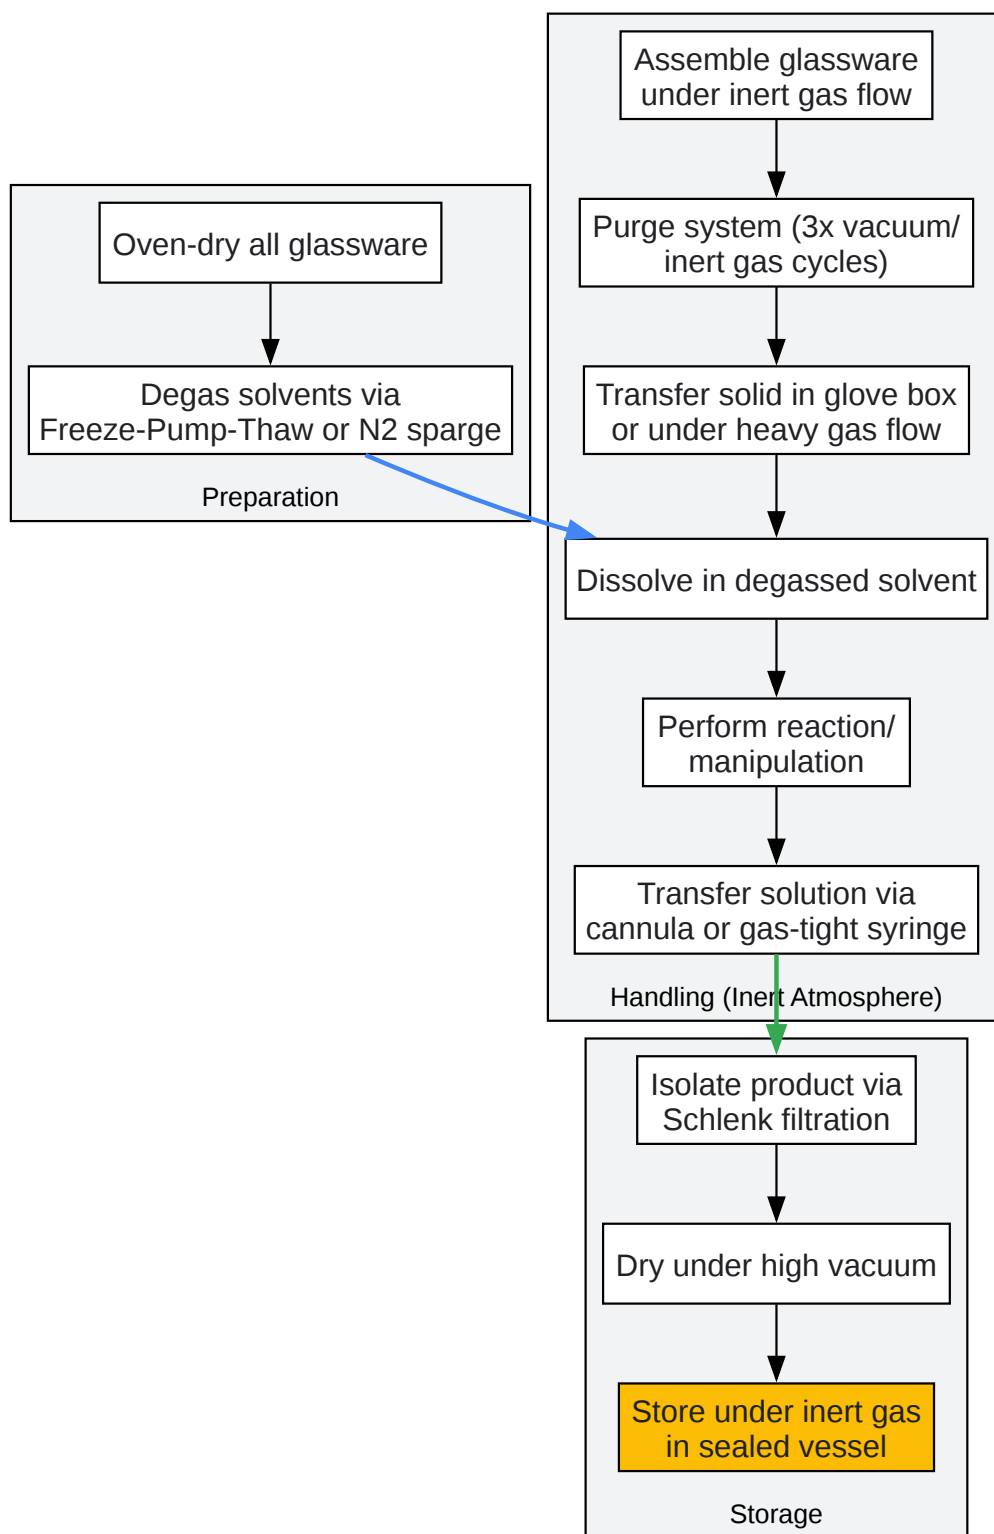 Oven-dry all glassware
Degas solvents via
Freeze-Pump-Thaw or N2 sparge
Preparation
Assemble glassware
under inert gas flow
Purge system (3x vacuum/
inert gas cycles)
Transfer solid in glove box
or under heavy gas flow
Dissolve in degassed solvent
Perform reaction/
manipulation
Transfer solution via
cannula or gas-tight syringe
Handling (Inert Atmosphere)
Isolate product via
Schlenk filtration
Dry under high vacuum
Store under inert gas
in sealed vessel
Storage